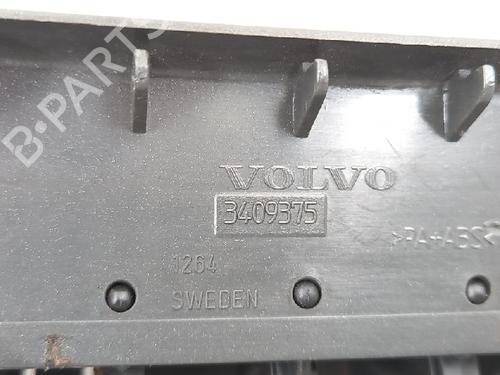 B-PARTS
VOLVO
3409375
>PA+ABS<
1264
SWEDEN